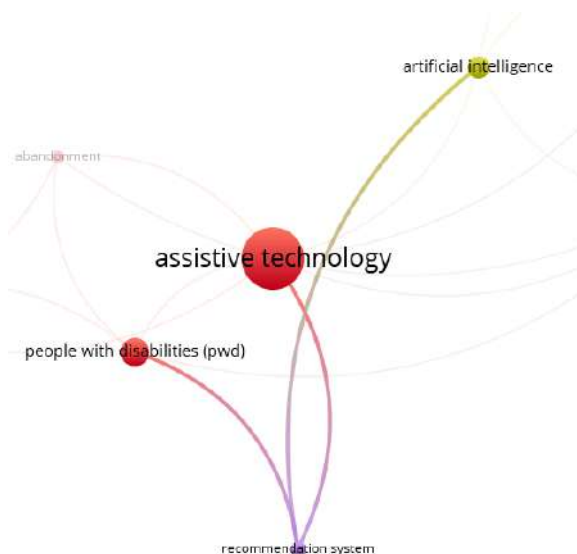 artificial intelligence
abandonment
assistive technology
people with disabilities (pwd)
recommendation system